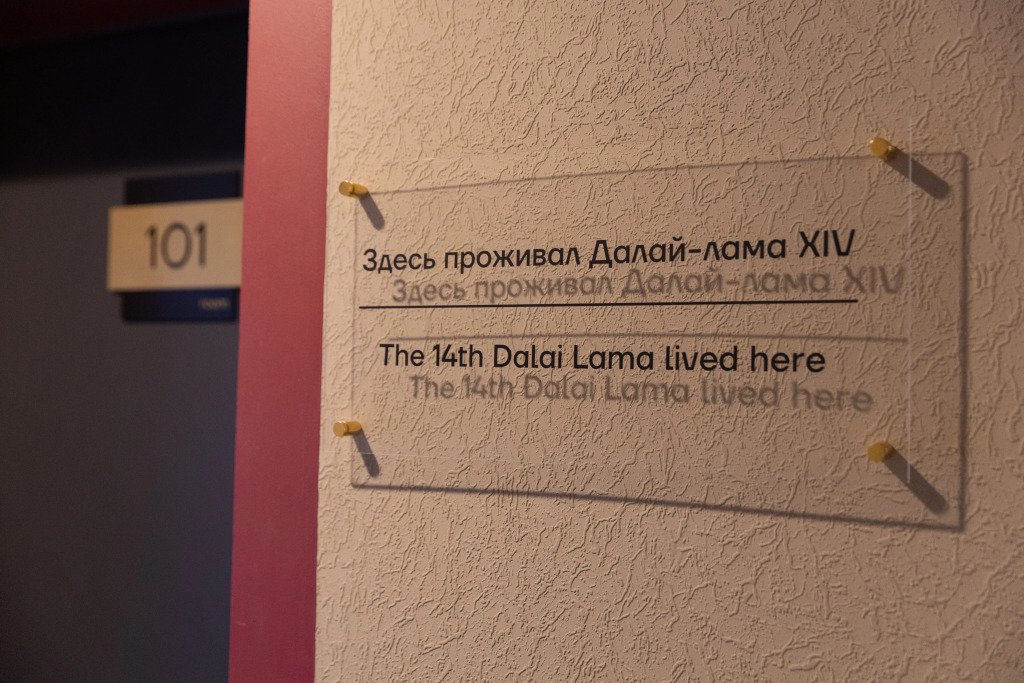 101
Здесь проживал Далай-лама XIV
The 14th Dalai Lama lived here